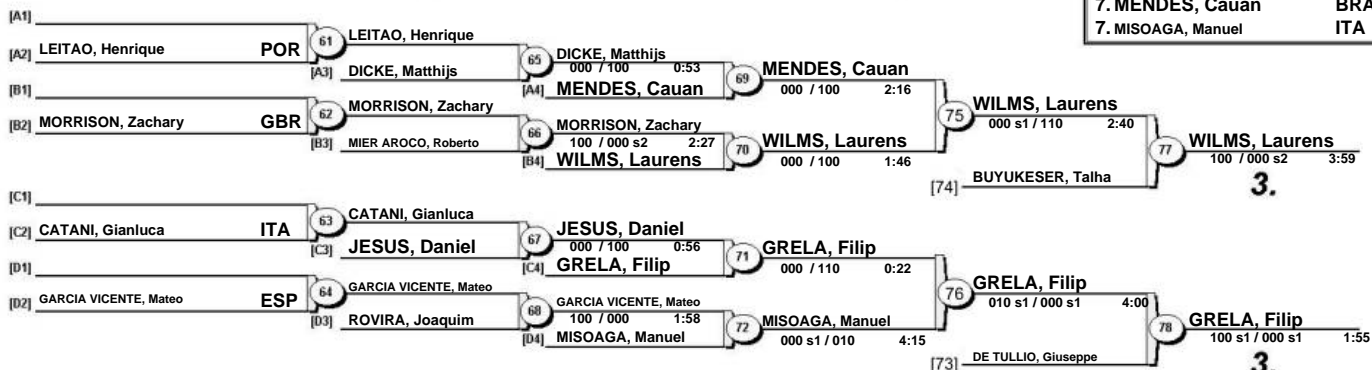 7. MENDES, Cauan BRA
7. MISOAGA, Manuel ITA
[A1]
[A2] LEITAO, Henrique POR
61
LEITAO, Henrique
[A3] DICKE, Matthijs
65
DICKE, Matthijs
000 / 100 0:53
[A4] MENDES, Cauan
69
MENDES, Cauan
000 / 100 2:16
[B1]
[B2] MORRISON, Zachary GBR
62
MORRISON, Zachary
[B3] MIER AROCO, Roberto
66
MORRISON, Zachary
100 / 000 s2 2:27
[B4] WILMS, Laurens
70
WILMS, Laurens
000 / 100 1:46
75
WILMS, Laurens
000 s1 / 110 2:40
[74] BUYUKESER, Talha
77
WILMS, Laurens
100 / 000 s2 3:59
3.
[C1]
[C2] CATANI, Gianluca ITA
63
CATANI, Gianluca
[C3] JESUS, Daniel
67
JESUS, Daniel
000 / 100 0:56
[C4] GRELA, Filip
71
GRELA, Filip
000 / 110 0:22
[D1]
[D2] GARCIA VICENTE, Mateo ESP
64
GARCIA VICENTE, Mateo
[D3] ROVIRA, Joaquim
68
GARCIA VICENTE, Mateo
100 / 000 1:58
[D4] MISOAGA, Manuel
72
MISOAGA, Manuel
000 s1 / 010 4:15
76
GRELA, Filip
010 s1 / 000 s1 4:00
[73] DE TULLIO, Giuseppe
78
GRELA, Filip
100 s1 / 000 s1 1:55
3.